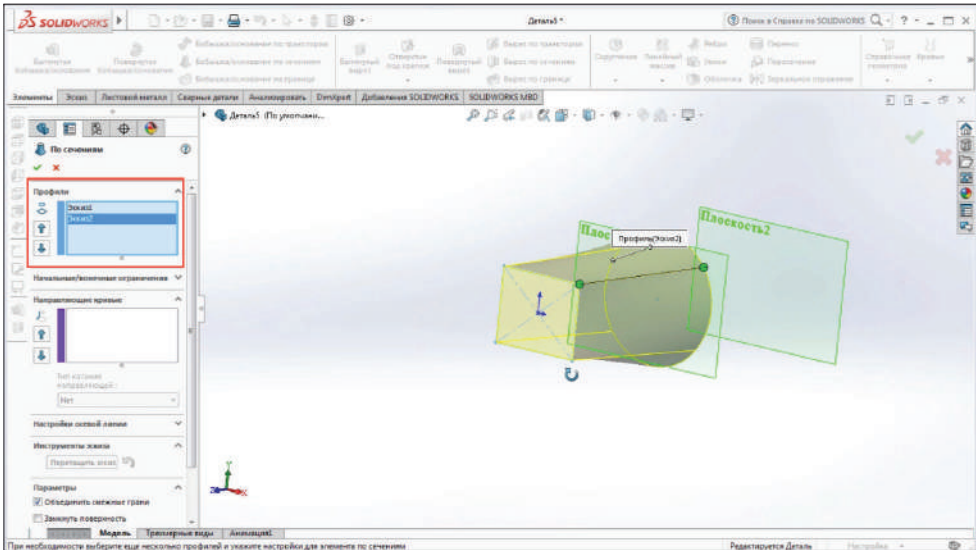 SOLIDWORKS
Деталь5 *
Поиск в Справке по SOLIDWORKS
Бобышка/основание по траектории
Вырез по траектории
Вытянутая
бобышка/основание
Повернутая
бобышка/основание
Бобышка/основание по сечениям
Вытянутый
вырез
Отверстие
под крепеж
Повернутый
вырез
Вырез по сечениям
Скругление
Линейный
массив
Ребро
Уклон
Оболочка
Пересечение
Зеркальное отражение
Справочная
геометрия
Кривые
Бобышка/основание на границе
Вырез по границе
Элементы
Эскиз
Листовой металл
Сварные детали
Анализировать
DimXpert
Добавления SOLIDWORKS
SOLIDWORKS MBD
Деталь5 (По умолчани...
По сечениям
Профили
Эскиз1
Эскиз2
Плос
Профиль(Эскиз2)
Плоскость2
Начальные/конечные ограничения
Направляющие кривые
Тип касания
направляющей:
Нет
Настройки осевой линии
Инструменты эскиза
Перетащить эскиз
Параметры
Объединить смежные грани
Замкнуть поверхность
Y
X
Z
Модель
Трехмерные виды
Анимация1
При необходимости выберите еще несколько профилей и укажите настройки для элемента по сечениям
Редактируется Деталь
Настройка